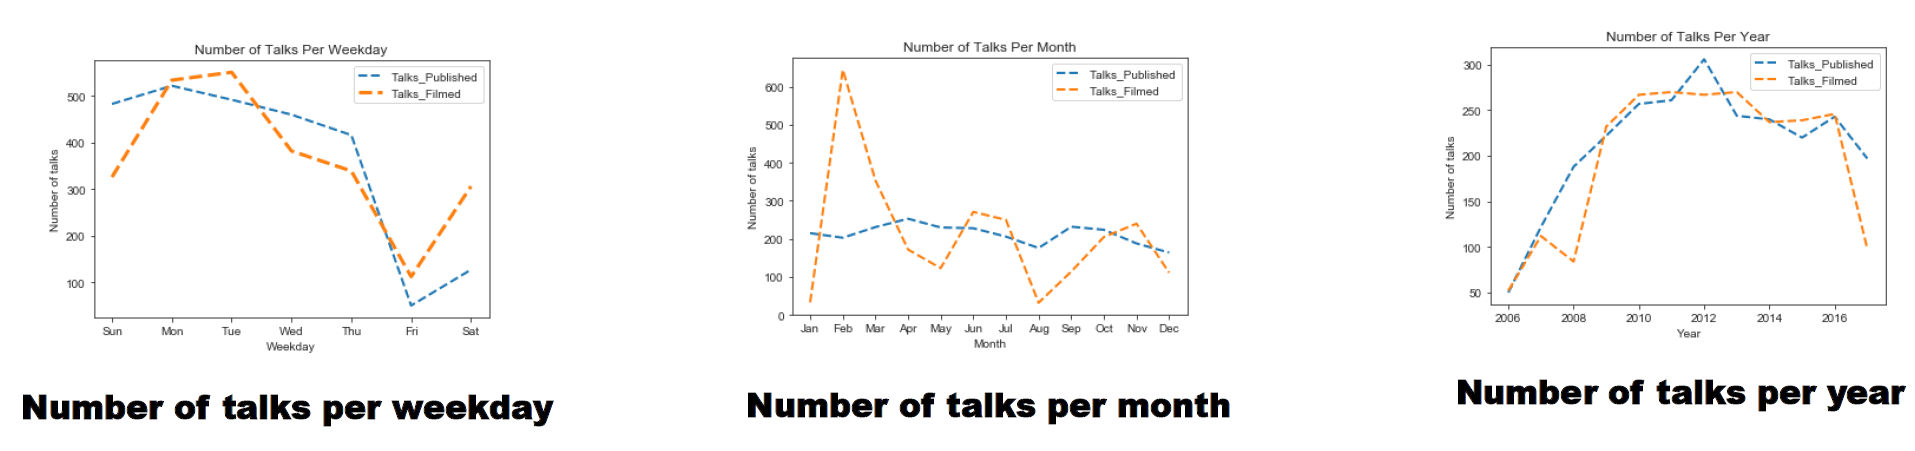 Number of Talks Per Weekday
Talks_Published
Talks_Filmed
500
400
300
200
100
Number of talks
Sun Mon Tue Wed Thu Fri Sat
Weekday
Number of talks per weekday
Number of Talks Per Month
Talks_Published
Talks_Filmed
600
500
400
300
200
100
0
Number of talks
Jan Feb Mar Apr May Jun Jul Aug Sep Oct Nov Dec
Month
Number of talks per month
Number of Talks Per Year
Talks_Published
Talks_Filmed
300
250
200
150
100
50
Number of talks
2006 2008 2010 2012 2014 2016
Year
Number of talks per year